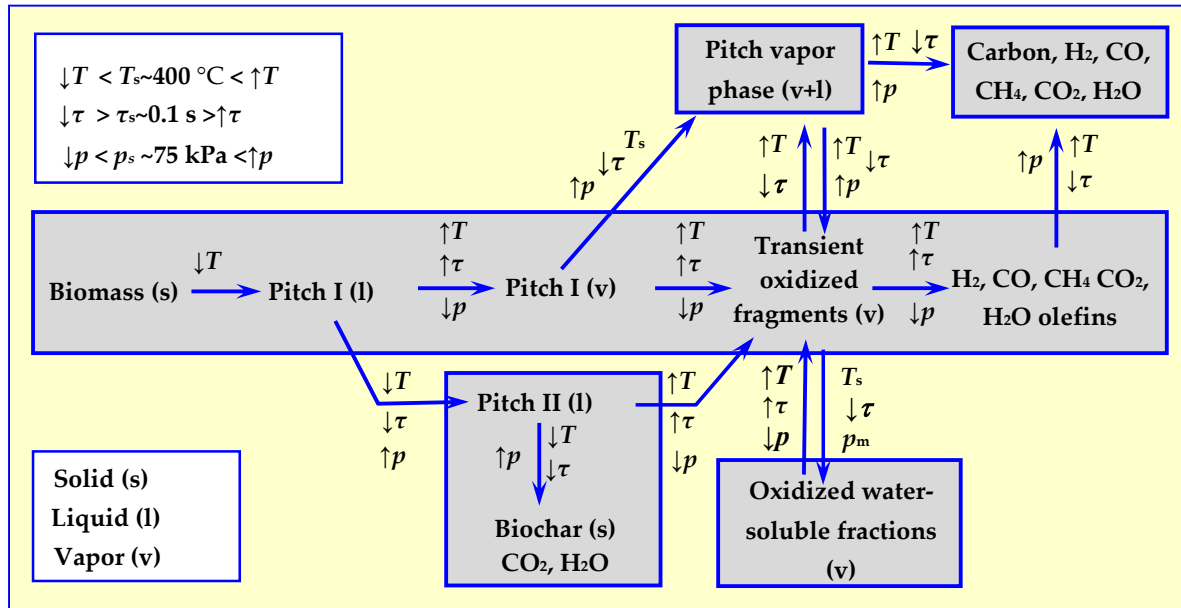 ↓T < Ts~400 °C < ↑T
↓τ > τs~0.1 s >↑τ
↓p < ps ~75 kPa <↑p
Pitch vapor
phase (v+l)
↑T ↓τ
↑p
Carbon, H2, CO,
CH4, CO2, H2O
Ts
↓τ
↑p
↑T
↓τ
↑T
↓τ
↑p
↑p
↑T
↓τ
Biomass (s)
↓T
Pitch I (l)
↑T
↑τ
↓p
Pitch I (v)
↑T
↑τ
↓p
Transient
oxidized
fragments (v)
↑T
↑τ
↓p
H2, CO, CH4 CO2,
H2O olefins
↓T
↓τ
↑p
Pitch II (l)
↑T
↑τ
↓p
↑p
↓T
↓τ
Biochar (s)
CO2, H2O
↑T
↑τ
↓p
Ts
↓τ
pm
Oxidized water-
soluble fractions
(v)
Solid (s)
Liquid (l)
Vapor (v)